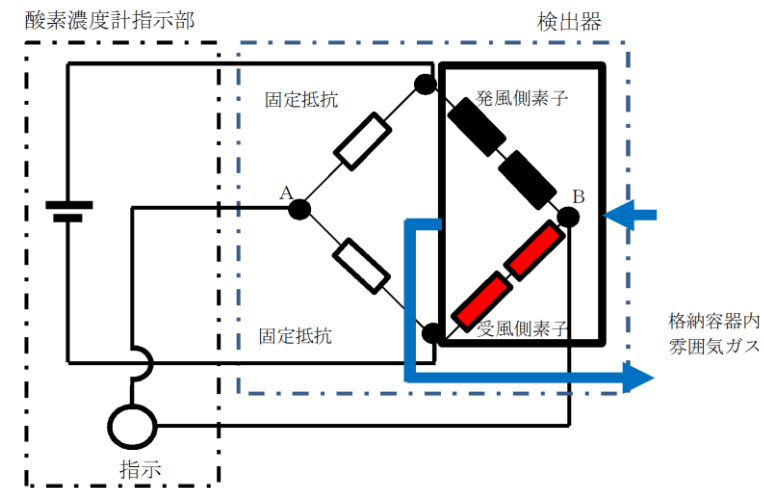 酸素濃度計指示部
検出器
固定抵抗
発風側素子
A
B
固定抵抗
受風側素子
格納容器内
雰囲気ガス
指示